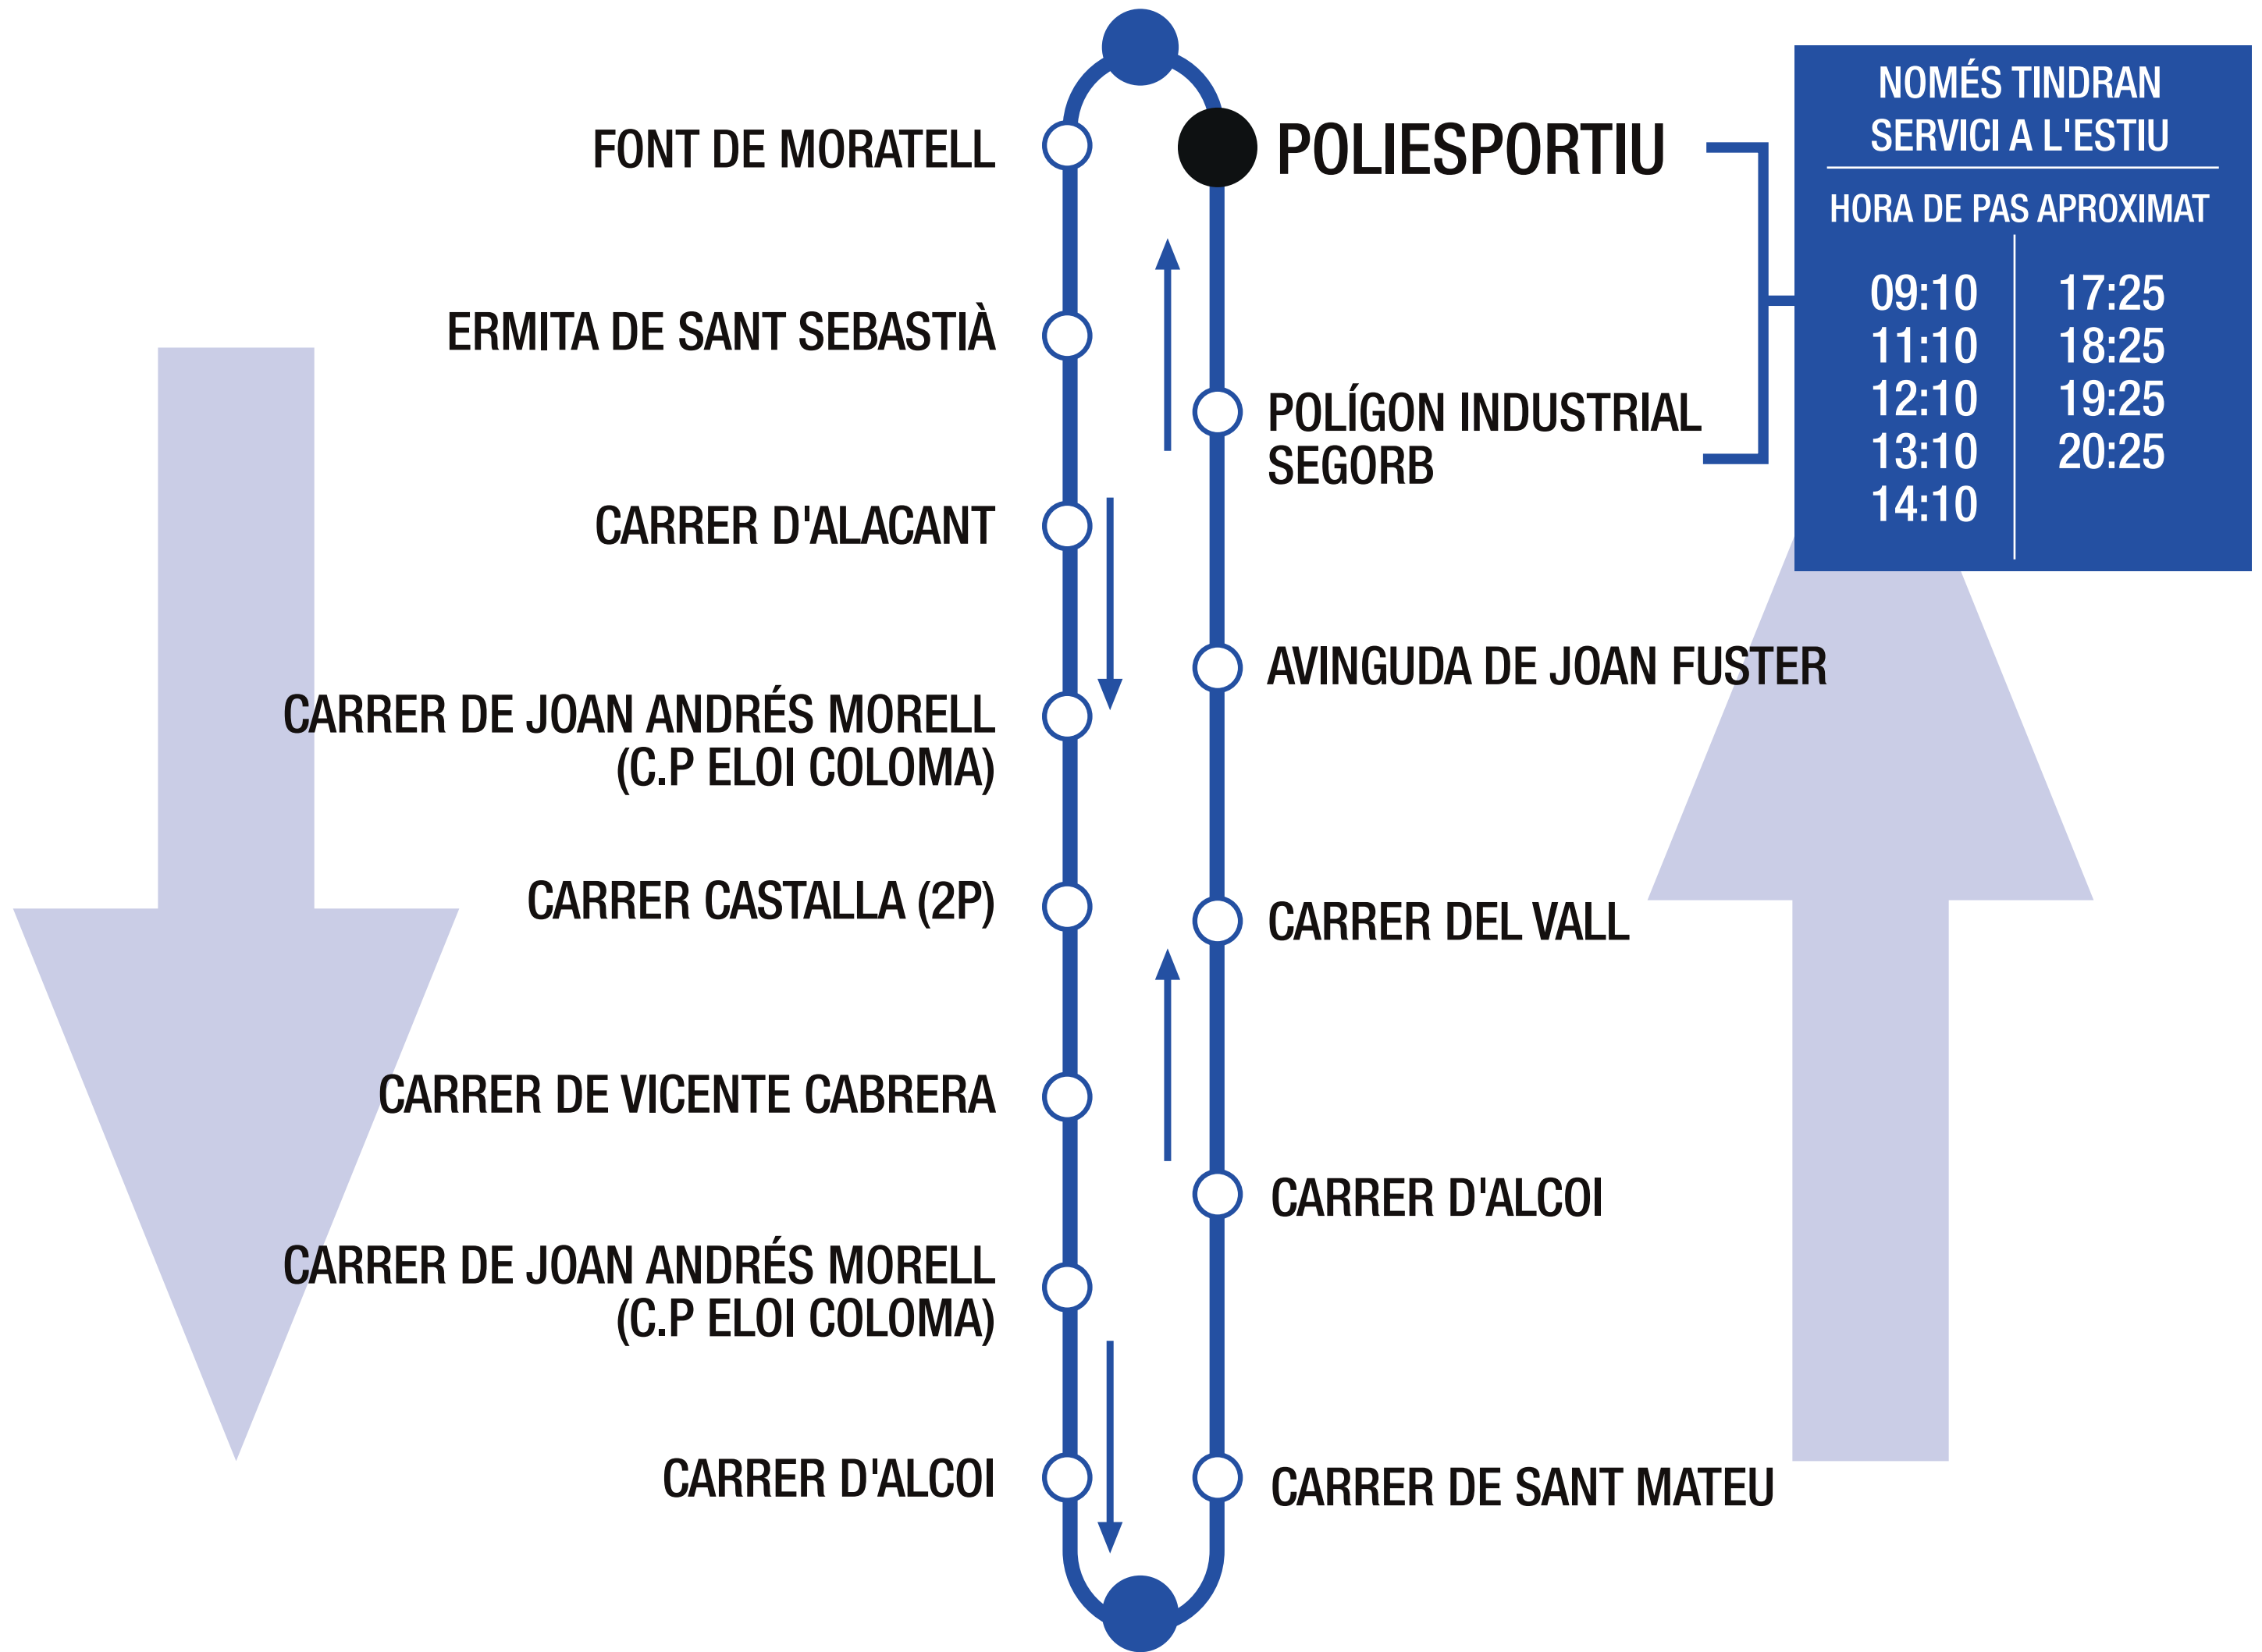 FONT DE MORATELL
ERMITA DE SANT SEBASTIÀ
CARRER D'ALACANT
CARRER DE JOAN ANDRÉS MORELL
(C.P ELOI COLOMA)
CARRER CASTALLA (2P)
CARRER DE VICENTE CABRERA
CARRER DE JOAN ANDRÉS MORELL
(C.P ELOI COLOMA)
CARRER D'ALCOI
POLIESPORTIU
POLÍGON INDUSTRIAL
SEGORB
AVINGUDA DE JOAN FUSTER
CARRER DEL VALL
CARRER D'ALCOI
CARRER DE SANT MATEU
NOMÉS TINDRAN
SERVICI A L'ESTIU
HORA DE PAS APROXIMAT
09:10 17:25
11:10 18:25
12:10 19:25
13:10 20:25
14:10